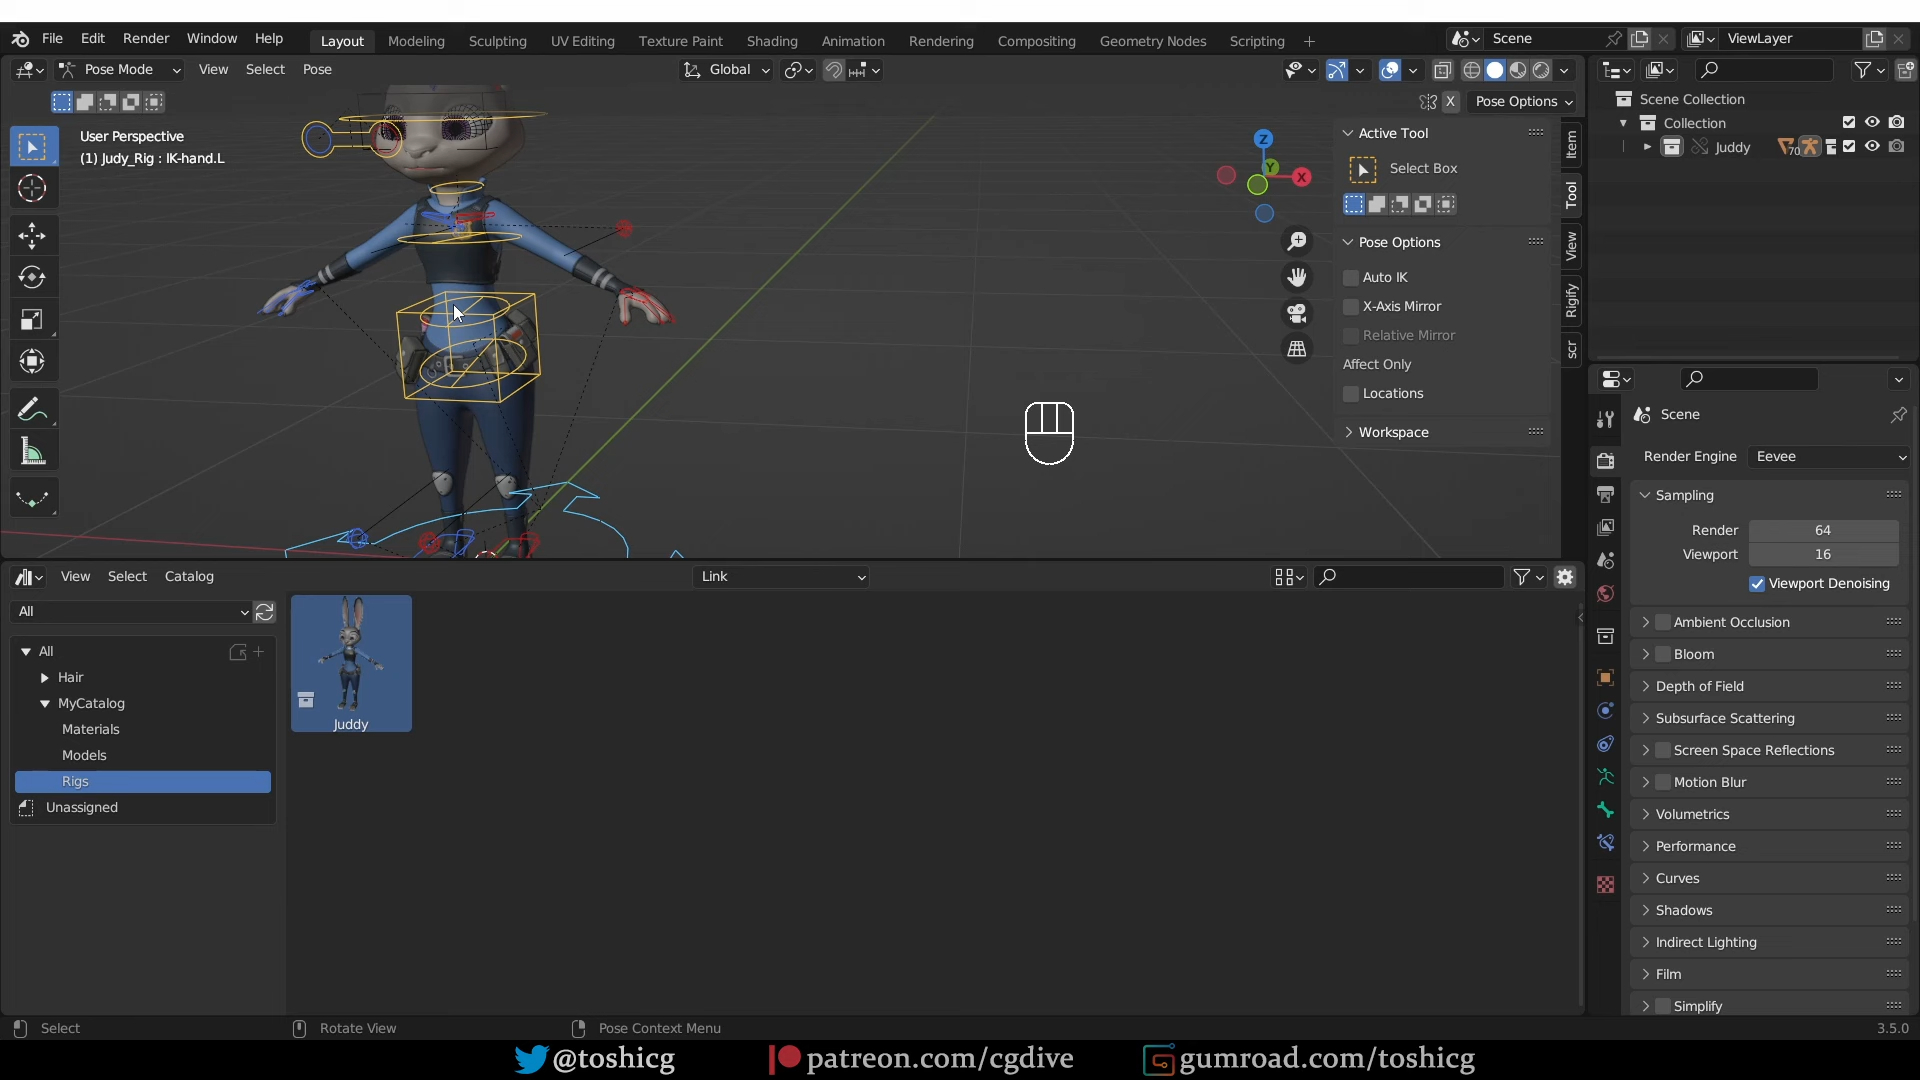 File Edit Render Window Help Layout Modeling Sculpting UV Editing Texture Paint Shading Animation Rendering Compositing Geometry Nodes Scripting + Scene ViewLayer
Pose Mode View Select Pose Global
X Pose Options
User Perspective
(1) Judy_Rig : IK-hand.L
Z
Y
X
Active Tool
Select Box
Pose Options
Auto IK
X-Axis Mirror
Relative Mirror
Affect Only
Locations
Workspace
Item
Tool
View
Rigify
scr
Scene Collection
Collection
Juddy 70
Scene
Render Engine Eevee
Sampling
Render 64
Viewport 16
Viewport Denoising
Ambient Occlusion
Bloom
Depth of Field
Subsurface Scattering
Screen Space Reflections
Motion Blur
Volumetrics
Performance
Curves
Shadows
Indirect Lighting
Film
Simplify
View Select Catalog Link
All
All
Hair
MyCatalog
Materials
Models
Rigs
Unassigned
Juddy
Select Rotate View Pose Context Menu 3.5.0
@toshicg patreon.com/cgdive gumroad.com/toshicg